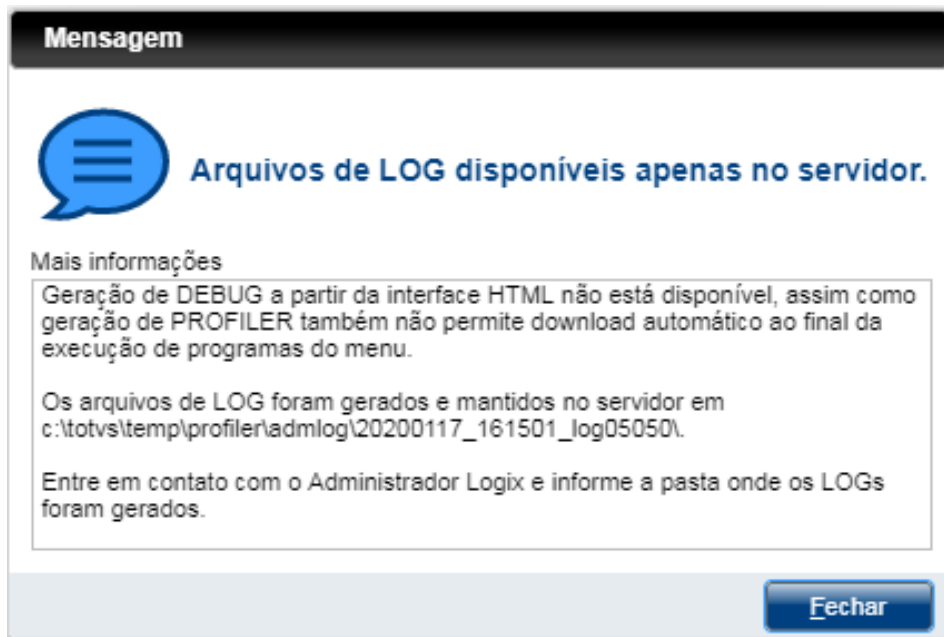 Mensagem
Arquivos de LOG disponíveis apenas no servidor.
Mais informações
Geração de DEBUG a partir da interface HTML não está disponível, assim como
geração de PROFILER também não permite download automático ao final da
execução de programas do menu.
Os arquivos de LOG foram gerados e mantidos no servidor em
c:\totvs\temp\profiler\admlog\20200117_161501_log05050\.
Entre em contato com o Administrador Logix e informe a pasta onde os LOGs
foram gerados.
Fechar